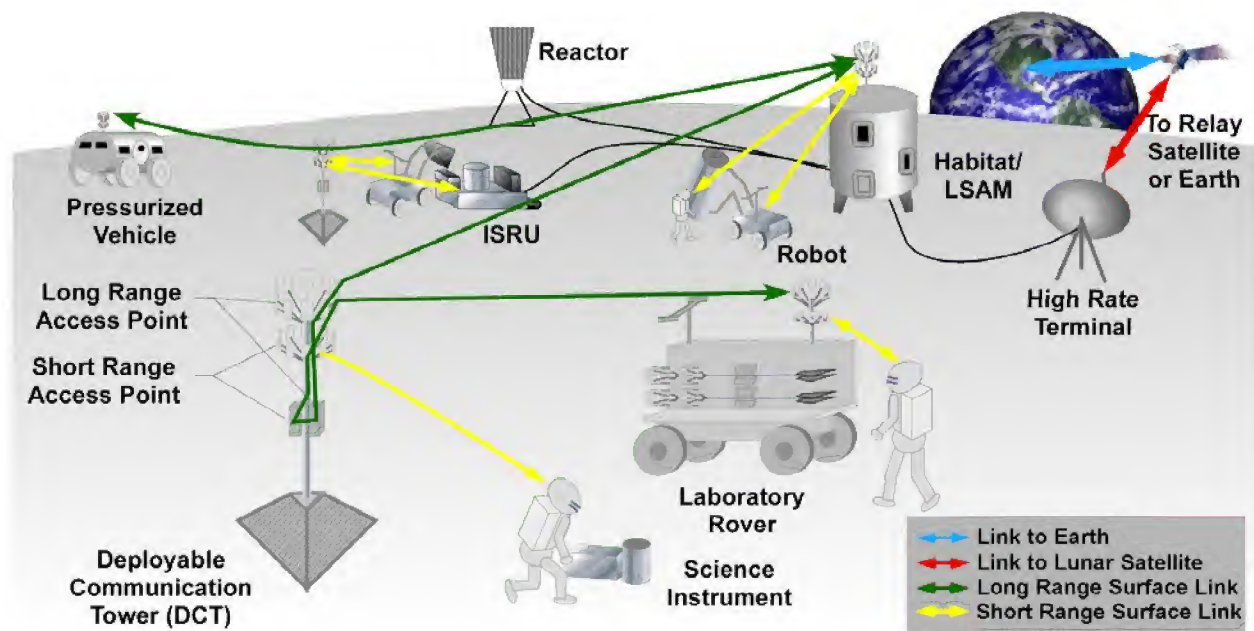 Reactor
To Relay
Satellite
or Earth
Habitat/
LSAM
Pressurized
Vehicle
ISRU
Robot
High Rate
Terminal
Long Range
Access Point
Short Range
Access Point
Laboratory
Rover
Science
Instrument
Deployable
Communication
Tower (DCT)
Link to Earth
Link to Lunar Satellite
Long Range Surface Link
Short Range Surface Link